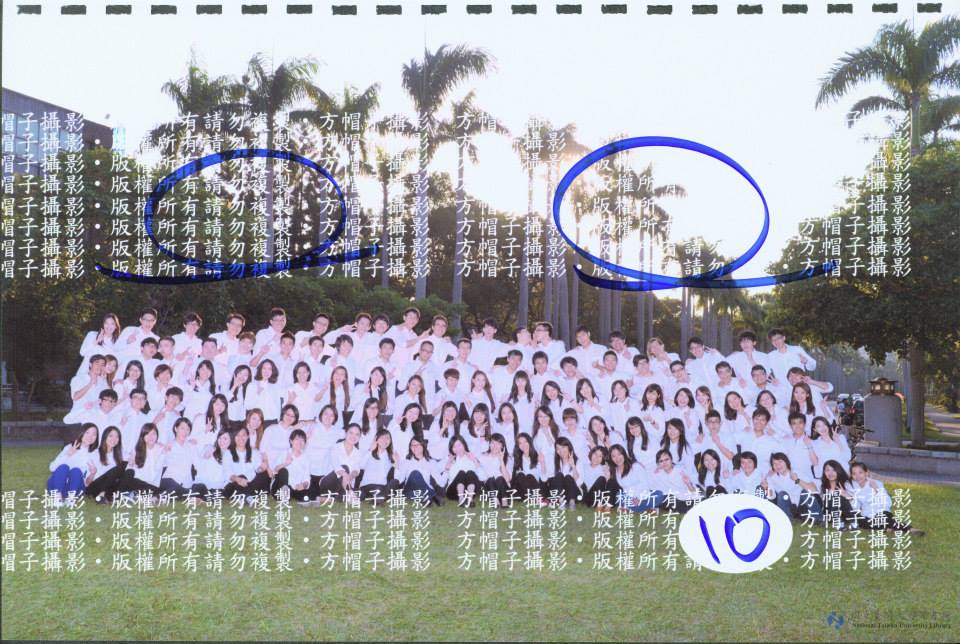 帽子攝影・ 所有請勿複製・方帽 攝影 方帽 子攝影
帽子攝影・版權所有請勿複製・方帽子攝影 方帽 攝影 子攝影
帽子攝影・版權所有請勿複製・方帽子攝影 方帽子攝影・版 子攝影
帽子攝影・版權所有請勿複製・方帽子攝影 方帽子攝影・版權所 子攝影
帽子攝影・版權所有請勿複製・方帽子攝影 方帽子攝影・版權所 子攝影
帽子攝影・版權所有請勿複製・方帽子攝影 方帽子攝影・版權所 方帽子攝影
帽子攝影・版權所有請勿複製・方帽子攝影 方帽子攝影・版權 請 方帽子攝影
帽子攝影・版權所有請勿複製・方帽子攝影 方帽子攝影・版 請勿 方帽子攝影
帽子攝影・版權所有請勿複製・方帽子攝影 方帽子攝影・版權所有請勿複製・方帽子攝影
帽子攝影・版權所有請勿複製・方帽子攝影 方帽子攝影・版權所有 ・方帽子攝影
帽子攝影・版權所有請勿複製・方帽子攝影 方帽子攝影・版權所有 ・方帽子攝影
帽子攝影・版權所有請勿複製・方帽子攝影 方帽子攝影・版權所有 製・方帽子攝影
10
National Taiwan University Library